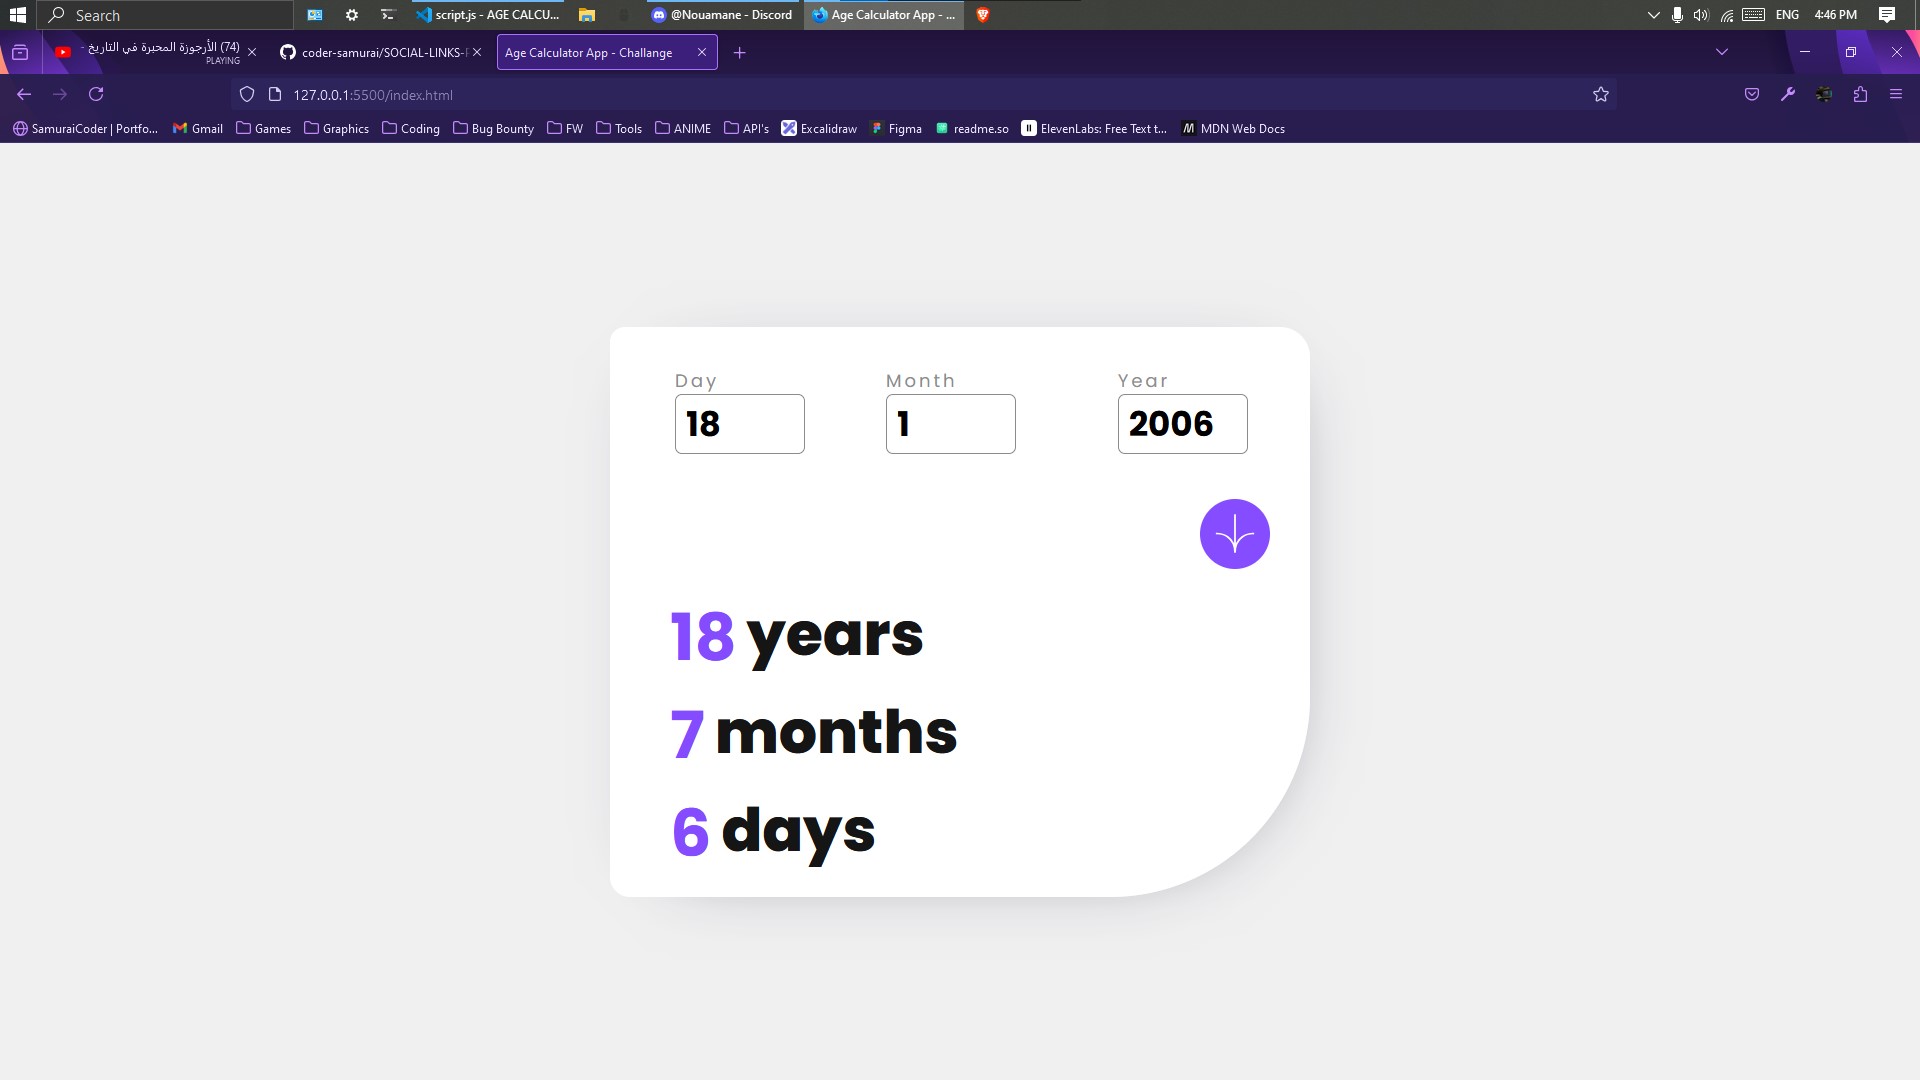 Search
script.js - AGE CALCU...
@Nouamane - Discord
Age Calculator App - ...
ENG
4:46 PM
(74) الأرجوزة المحبرة في التاريخ -
PLAYING
coder-samurai/SOCIAL-LINKS-
Age Calculator App - Challange
127.0.0.1:5500/index.html
SamuraiCoder | Portfo...
Gmail
Games
Graphics
Coding
Bug Bounty
FW
Tools
ANIME
API's
Excalidraw
Figma
readme.so
ElevenLabs: Free Text t...
MDN Web Docs
Day
Month
Year
18
1
2006
18 years
7 months
6 days